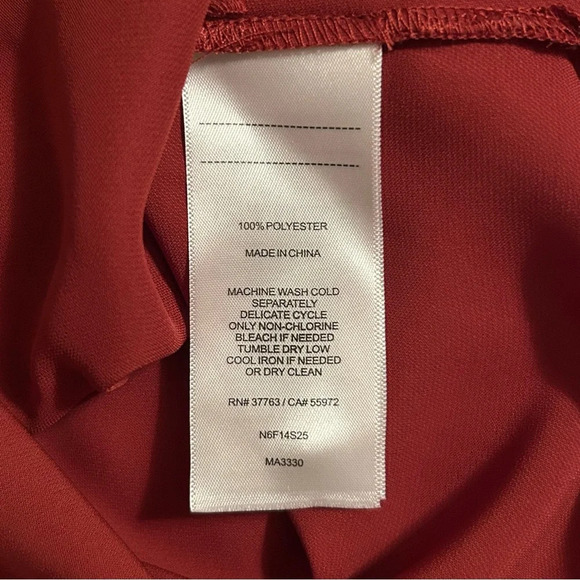 100% POLYESTER
MADE IN CHINA
MACHINE WASH COLD
SEPARATELY
DELICATE CYCLE
ONLY NON-CHLORINE
BLEACH IF NEEDED
TUMBLE DRY LOW
COOL IRON IF NEEDED
OR DRY CLEAN
RN# 37763 / CA# 55972
N6F14S25
MA3330